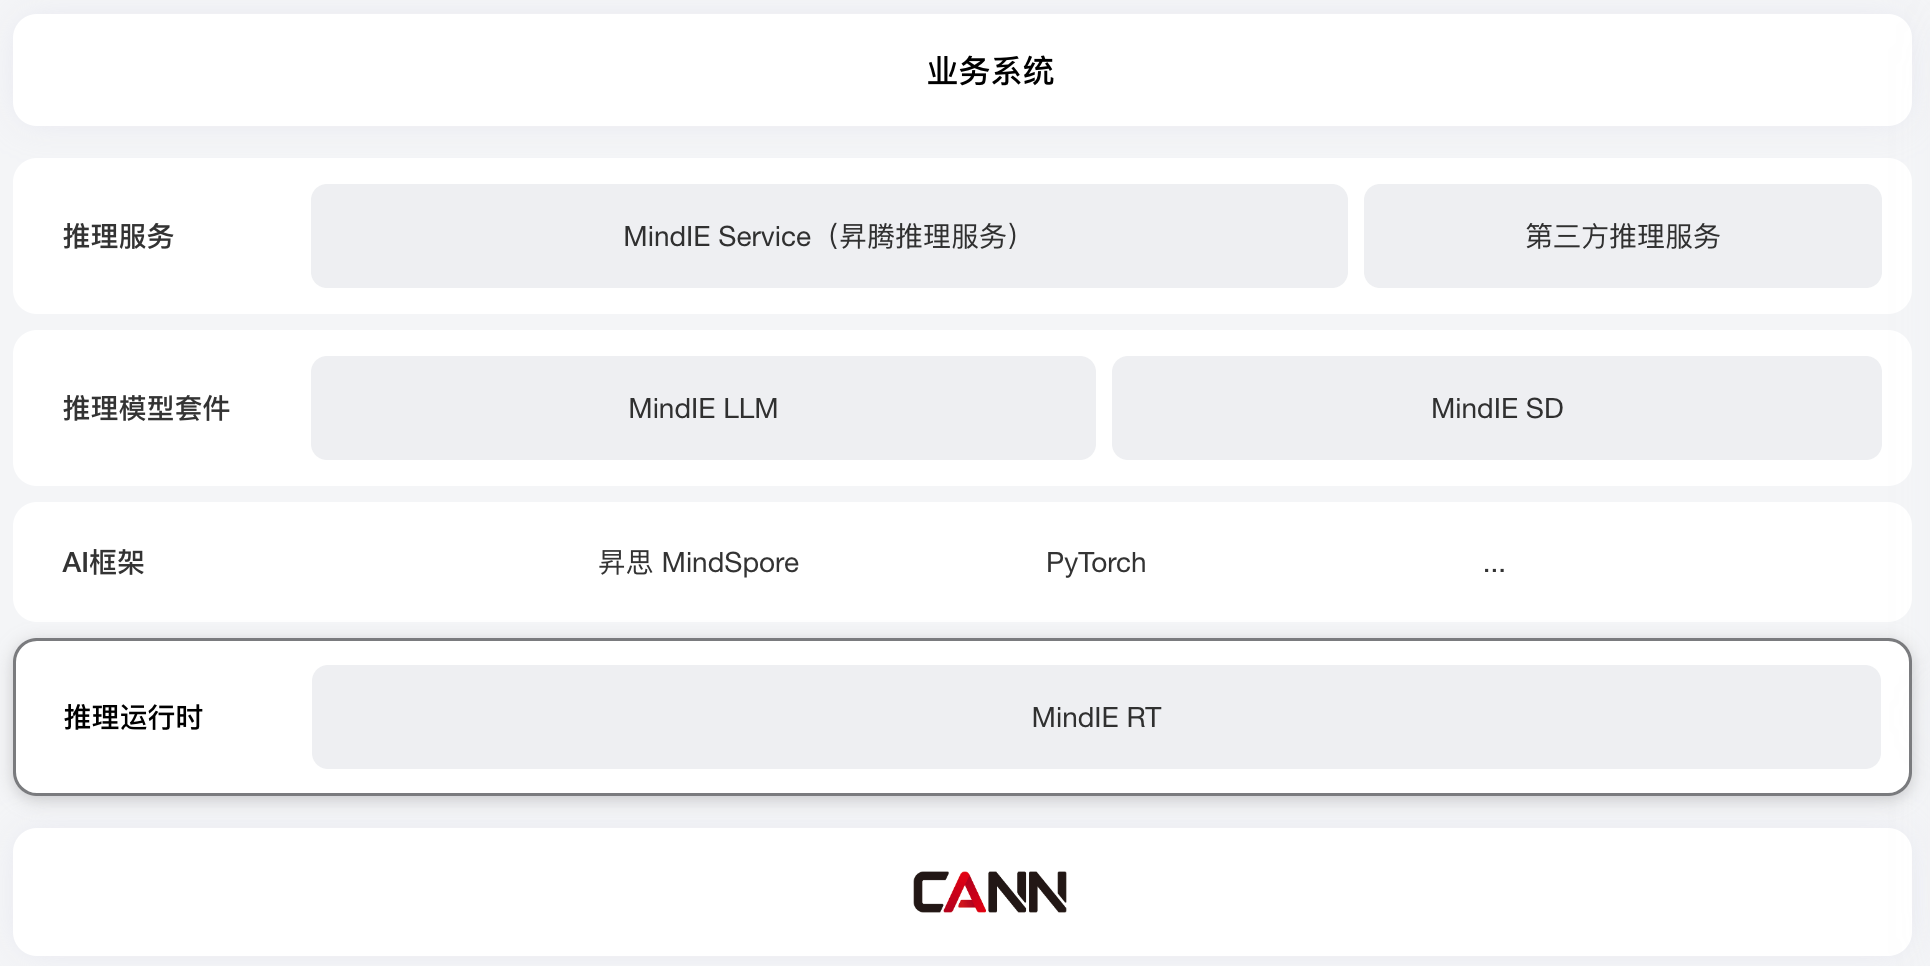 业务系统
推理服务
MindIE Service（昇腾推理服务）
第三方推理服务
推理模型套件
MindIE LLM
MindIE SD
AI框架
昇思 MindSpore
PyTorch
...
推理运行时
MindIE RT
CANN